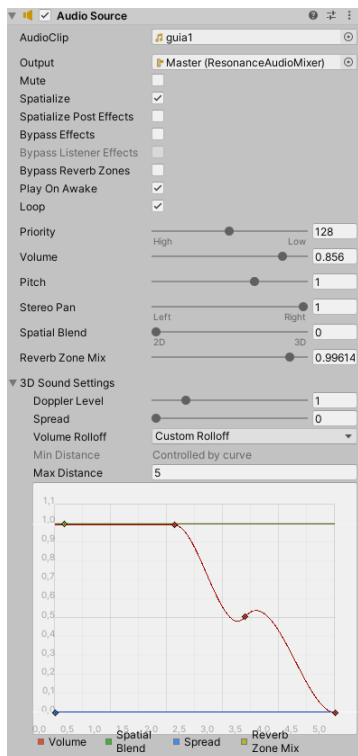 Audio Source
AudioClip guia1
Output Master (ResonanceAudioMixer)
Mute
Spatialize
Spatialize Post Effects
Bypass Effects
Bypass Listener Effects
Bypass Reverb Zones
Play On Awake
Loop
Priority 128
High Low
Volume 0.856
Pitch 1
Stereo Pan 1
Left Right
Spatial Blend 0
2D 3D
Reverb Zone Mix 0.99614
3D Sound Settings
Doppler Level 1
Spread 0
Volume Rolloff Custom Rolloff
Min Distance Controlled by curve
Max Distance 5
1,1
1,0
0,9
0,8
0,7
0,6
0,5
0,4
0,3
0,2
0,1
0,0 0,5 1,0 1,5 2,0 2,5 3,0 3,5 4,0 4,5 5,0
Volume Spatial Blend Spread Reverb Zone Mix